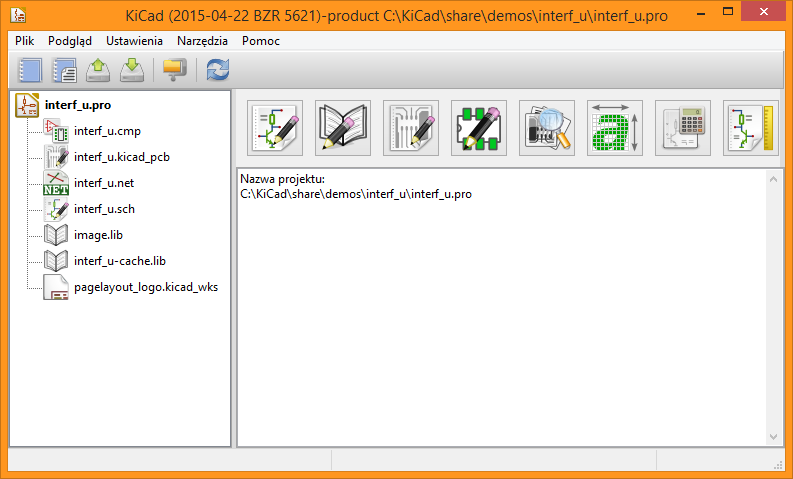 KiCad (2015-04-22 BZR 5621)-product C:\KiCad\share\demos\interf_u\interf_u.pro
Plik Podgląd Ustawienia Narzędzia Pomoc
interf_u.pro
interf_u.cmp
interf_u.kicad_pcb
NET
interf_u.net
interf_u.sch
image.lib
interf_u-cache.lib
pagelayout_logo.kicad_wks
a
Nazwa projektu:
C:\KiCad\share\demos\interf_u\interf_u.pro